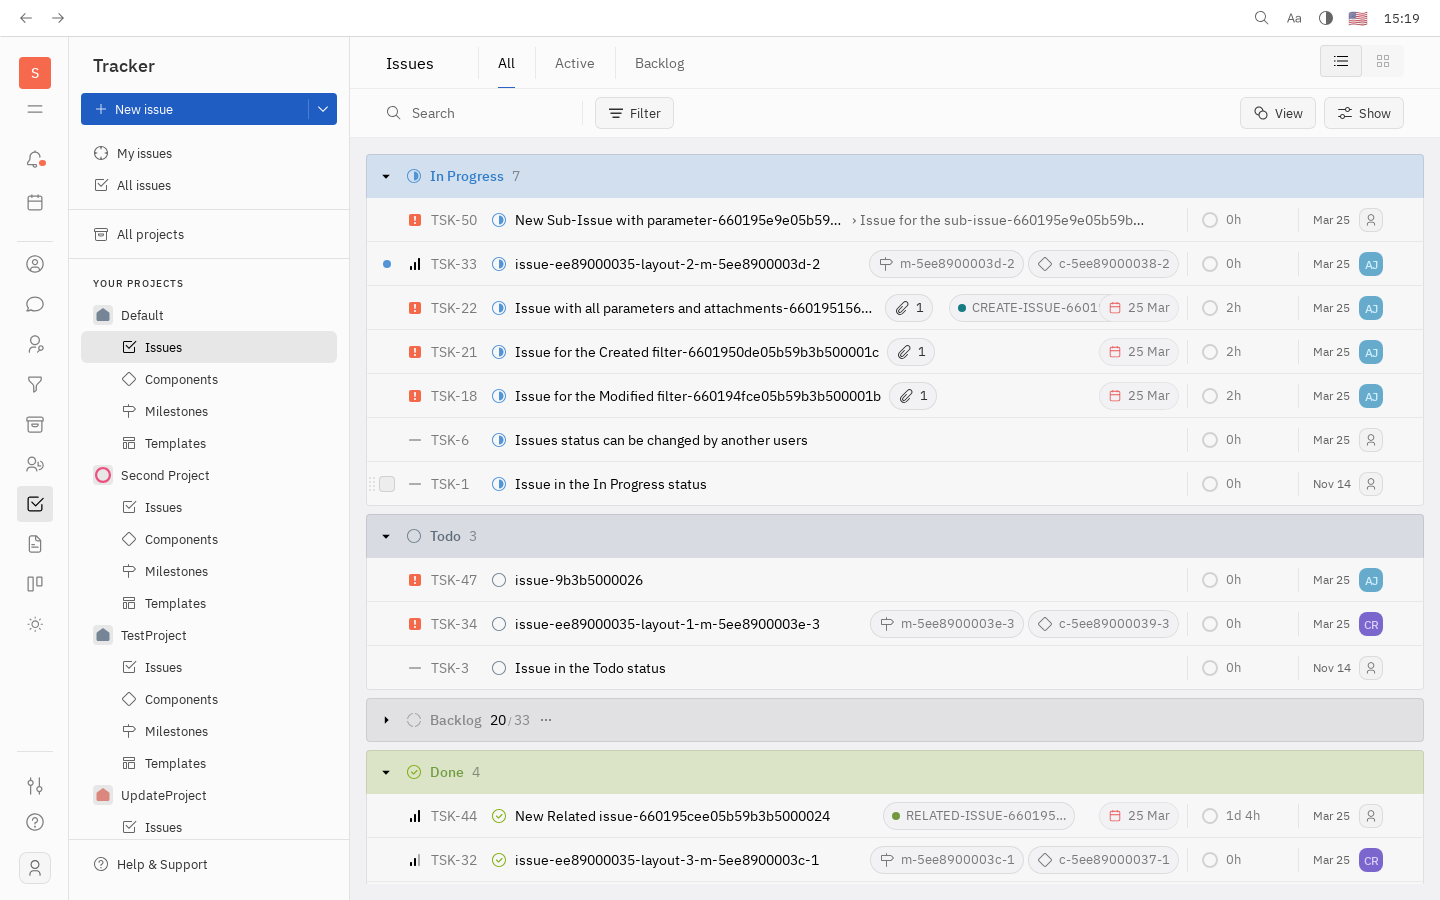 Aa 15:19
S
Tracker
New issue
My issues
All issues
All projects
YOUR PROJECTS
Default
Issues
Components
Milestones
Templates
Second Project
Issues
Components
Milestones
Templates
TestProject
Issues
Components
Milestones
Templates
UpdateProject
Issues
Help & Support
Issues All Active Backlog
Search Filter View Show
In Progress 7
TSK-50 New Sub-Issue with parameter-660195e9e05b59... › Issue for the sub-issue-660195e9e05b59b... 0h Mar 25
TSK-33 issue-ee89000035-layout-2-m-5ee8900003d-2 m-5ee8900003d-2 c-5ee89000038-2 0h Mar 25 AJ
TSK-22 Issue with all parameters and attachments-660195156... 1 CREATE-ISSUE-6601 25 Mar 2h Mar 25 AJ
TSK-21 Issue for the Created filter-6601950de05b59b3b500001c 1 25 Mar 2h Mar 25 AJ
TSK-18 Issue for the Modified filter-660194fce05b59b3b500001b 1 25 Mar 2h Mar 25 AJ
TSK-6 Issues status can be changed by another users 0h Mar 25
TSK-1 Issue in the In Progress status 0h Nov 14
Todo 3
TSK-47 issue-9b3b5000026 0h Mar 25 AJ
TSK-34 issue-ee89000035-layout-1-m-5ee8900003e-3 m-5ee8900003e-3 c-5ee89000039-3 0h Mar 25 CR
TSK-3 Issue in the Todo status 0h Nov 14
Backlog 20/33 ...
Done 4
TSK-44 New Related issue-660195cee05b59b3b5000024 RELATED-ISSUE-660195... 25 Mar 1d 4h Mar 25
TSK-32 issue-ee89000035-layout-3-m-5ee8900003c-1 m-5ee8900003c-1 c-5ee89000037-1 0h Mar 25 CR